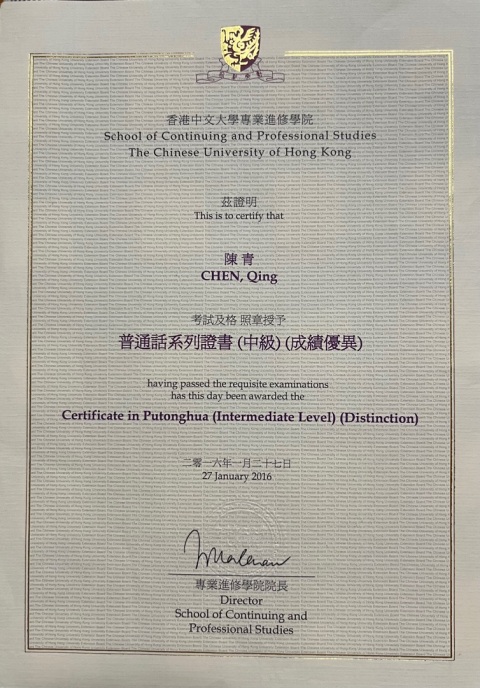 香港中文大學專業進修學院
School of Continuing and Professional Studies
The Chinese University of Hong Kong
茲證明
This is to certify that
陳青
CHEN, Qing
考試及格 照章授予
普通話系列證書 (中級) (成績優異)
having passed the requisite examinations
has this day been awarded the
Certificate in Putonghua (Intermediate Level) (Distinction)
二零一六年一月二十七日
27 January 2016
專業進修學院院長
Director
School of Continuing and
Professional Studies